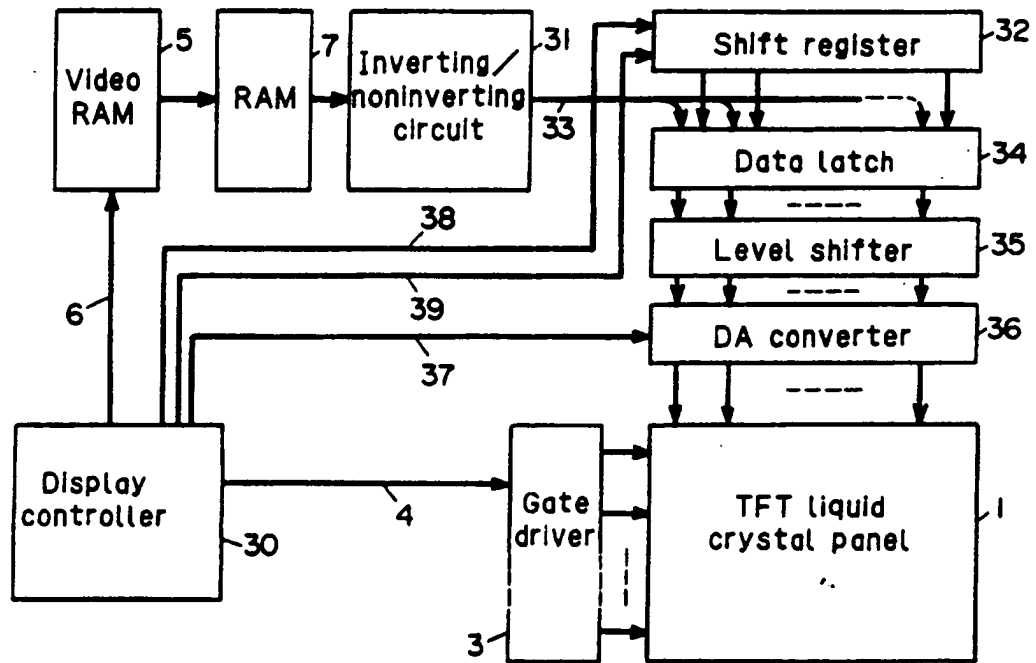 5
Video
RAM
7
RAM
31
Inverting/
noninverting
circuit
33
32
Shift register
34
Data latch
38
35
Level shifter
39
6
36
DA converter
37
Display
controller
30
4
Gate
driver
3
TFT liquid
crystal panel
1